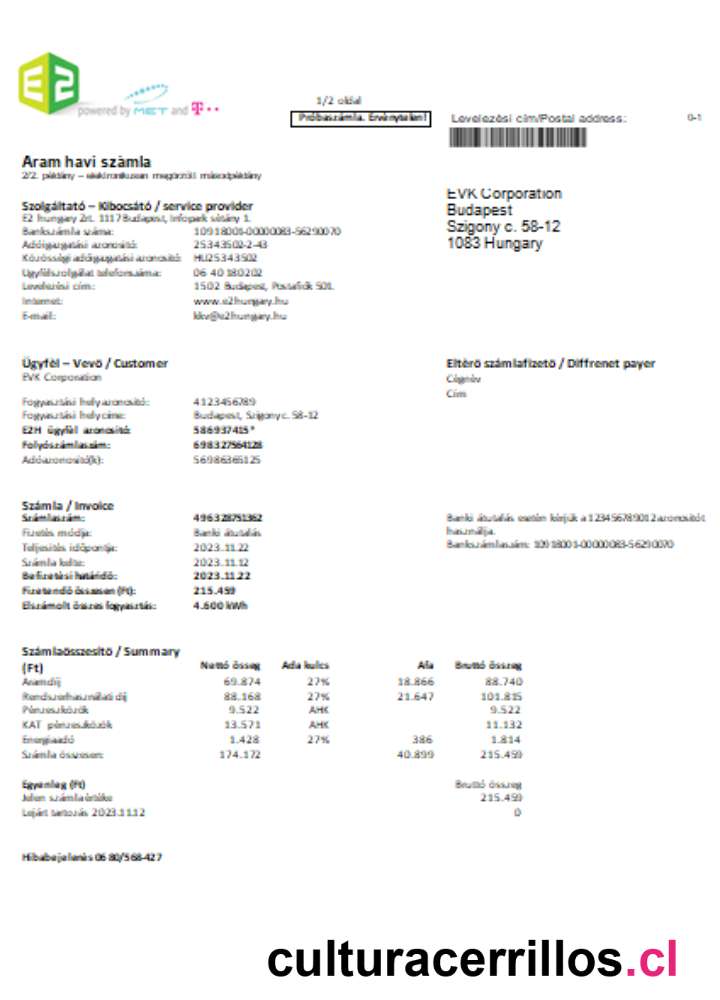 E2
powered by MET and T
1/2 oldal
Próbaszámla. Érvénytelen!
Levelezési cím/Postal address: 0-1
Áram havi számla
2/2. példány – elektronikusan megőrzött másodpéldány
EVK Corporation
Budapest
Szigony c. 58-12
1083 Hungary
Szolgáltató – Kibocsátó / service provider
E2 hungary Zrt. 1117 Budapest, Infopark sétány 1.
Bankszámla száma: 10918001-00000083-56290070
Adóigazgatási azonosító: 25343502-2-43
Közösségi adóigazgatási azonosító: HU25343502
Ügyfélszolgálat telefonszáma: 06 40 180202
Levelezési cím: 1502 Budapest, Postafiók 501.
Internet: www.e2hungary.hu
E-mail: kkv@e2hungary.hu
Ügyfél – Vevő / Customer
EVK Corporation
Eltérő számlafizető / Diffrenet payer
Cégnév
Cím
Fogyasztási hely azonosító: 4123456789
Fogyasztási hely címe: Budapest, Szigony c. 58-12
E2H ügyfél azonosító: 586937415*
Folyószámlaszám: 698327564128
Adóazonosító(k): 56986365125
Számla / Invoice
Számlaszám: 496328751362
Fizetés módja: Banki átutalás
Teljesítés időpontja: 2023.11.22
Számla kelte: 2023.11.12
Befizetési határidő: 2023.11.22
Fizetendő összesen (Ft): 215.459
Elszámolt összes fogyasztás: 4.600 kWh
Banki átutalás esetén kérjük a 123456789012 azonosítót
használja.
Bankszámlaszám: 10918001-00000083-56290070
Számlaösszesítő / Summary
(Ft) Nettó össeg Ada kulcs Afa Bruttó összeg
Áramdíj 69.874 27% 18.866 88.740
Rendszerhasználati díj 88.168 27% 21.647 101.815
Pénzeszközök 9.522 AHK 9.522
KAT pénzeszközök 13.571 AHK 11.132
Energiaadó 1.428 27% 386 1.814
Számla összesen: 174.172 40.899 215.459
Egyenleg (Ft) Bruttó összeg
Jelen számla értéke 215.459
Lejárt tartozás 2023.11.12 0
Hibabejelenés 06 80/568-427
culturacerrillos.cl